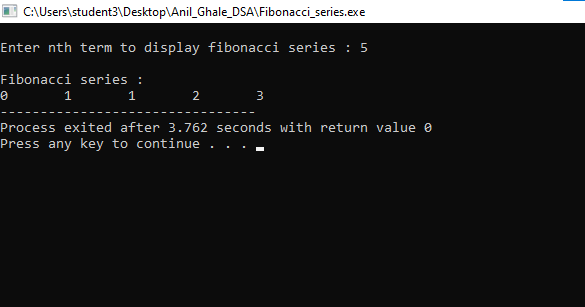 C:\Users\student3\Desktop\Anil_Ghale_DSA\Fibonacci_series.exe
Enter nth term to display fibonacci series : 5
Fibonacci series :
0       1       1       2       3
--------------------------------
Process exited after 3.762 seconds with return value 0
Press any key to continue . . .